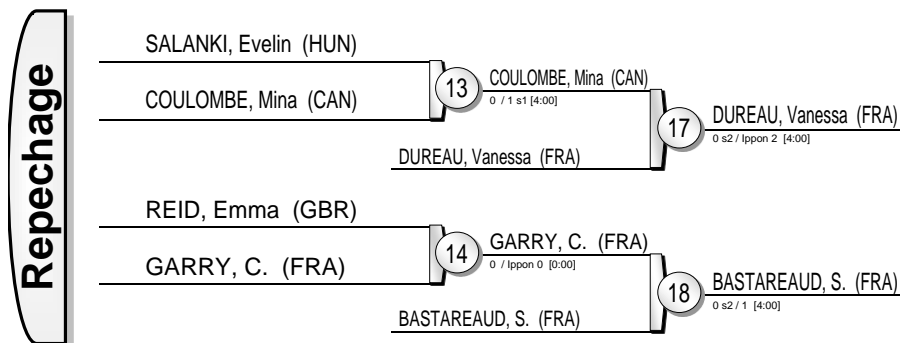 Repechage
SALANKI, Evelin (HUN)
COULOMBE, Mina (CAN)
13
COULOMBE, Mina (CAN)
0 / 1 s1 [4:00]
DUREAU, Vanessa (FRA)
17
DUREAU, Vanessa (FRA)
0 s2 / Ippon 2 [4:00]
REID, Emma (GBR)
GARRY, C. (FRA)
14
GARRY, C. (FRA)
0 / Ippon 0 [0:00]
BASTAREAUD, S. (FRA)
18
BASTAREAUD, S. (FRA)
0 s2 / 1 [4:00]